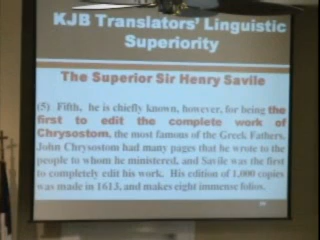 KJB Translators' Linguistic
Superiority
The Superior Sir Henry Savile
(5) Fifth, he is chiefly known, however, for being the
first to edit the complete work of
Chrysostom, the most famous of the Greek Fathers.
John Chrysostom had many pages that he wrote to the
people to whom he ministered, and Savile was the first
to completely edit his work. His edition of 1,000 copies
was made in 1613, and makes eight immense folios.